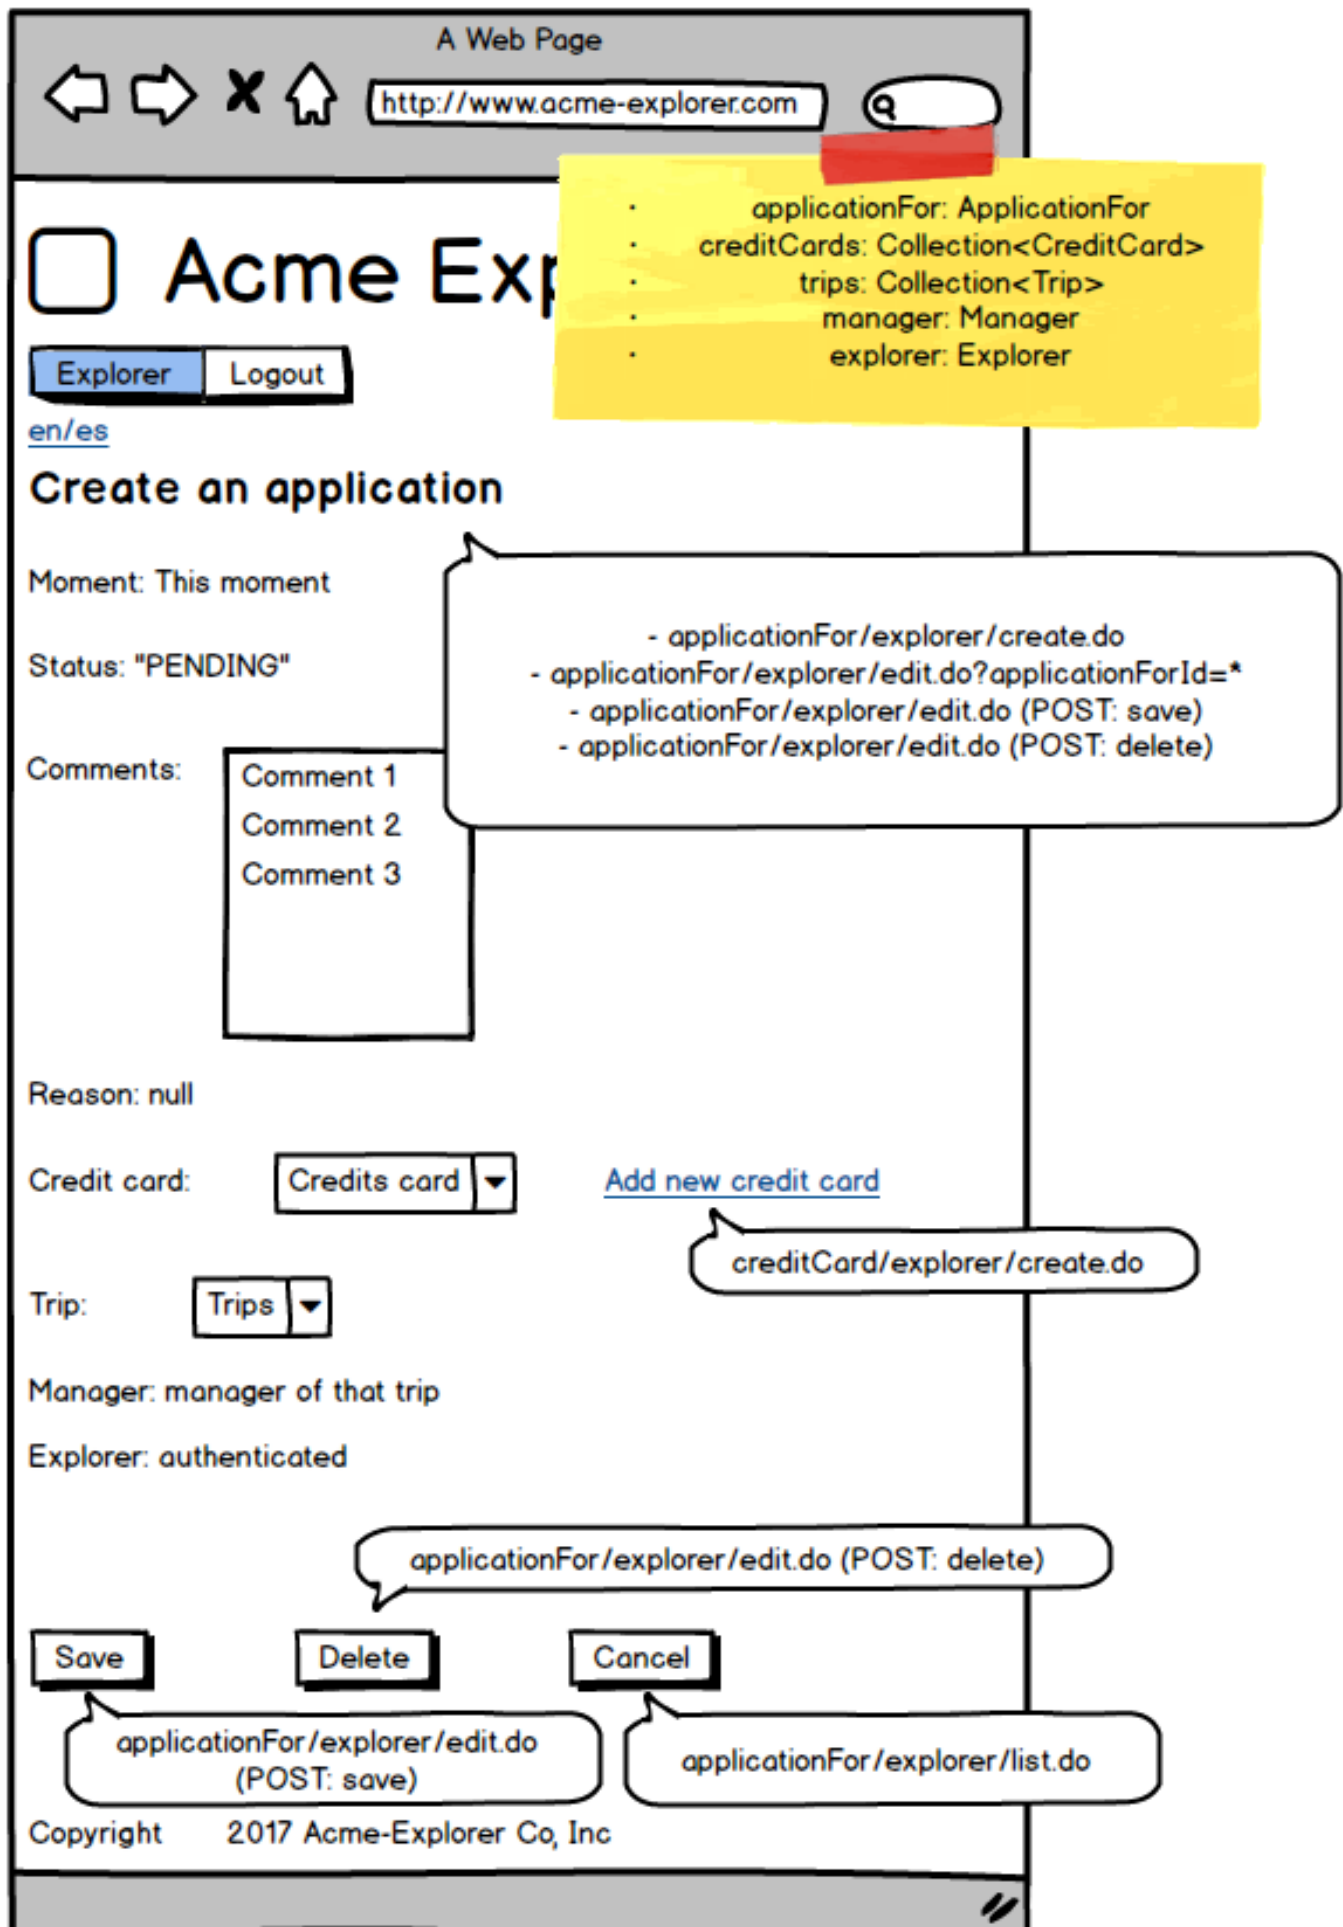 A Web Page
http://www.acme-explorer.com
· applicationFor: ApplicationFor
· creditCards: Collection<CreditCard>
· trips: Collection<Trip>
· manager: Manager
· explorer: Explorer
Acme Exp
Explorer Logout
en/es
Create an application
Moment: This moment
- applicationFor/explorer/create.do
- applicationFor/explorer/edit.do?applicationForId=*
- applicationFor/explorer/edit.do (POST: save)
- applicationFor/explorer/edit.do (POST: delete)
Status: "PENDING"
Comments:
Comment 1
Comment 2
Comment 3
Reason: null
Credit card: Credits card Add new credit card
creditCard/explorer/create.do
Trip: Trips
Manager: manager of that trip
Explorer: authenticated
applicationFor/explorer/edit.do (POST: delete)
Save Delete Cancel
applicationFor/explorer/edit.do
(POST: save)
applicationFor/explorer/list.do
Copyright 2017 Acme-Explorer Co, Inc